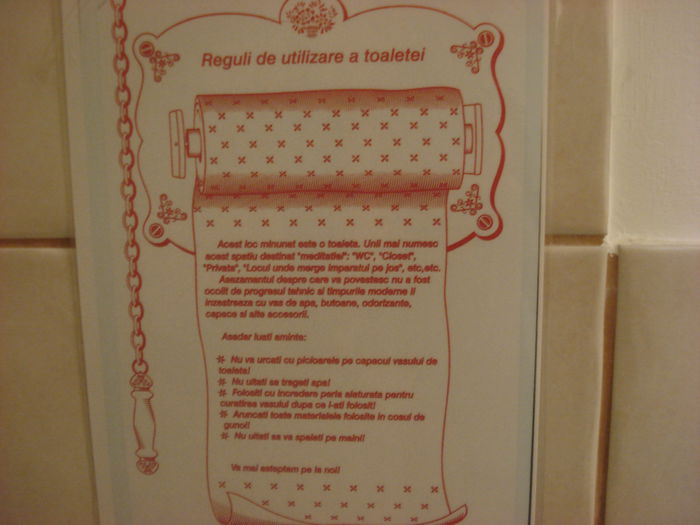 Reguli de utilizare a toaletei
Acest loc minunat este o toaleta. Unii mai numesc
acest spatiu destinat "meditatiei": "WC", "Closet",
"Privata", "Locul unde merge imparatul pe jos", etc,etc.
Asezamantul despre care va povestesc nu a fost
ocolit de progresul tehnic si timpurile moderne il
inzestreaza cu vas de apa, butoane, odorizante,
capace si alte accesorii.
Asadar luati aminte:
Nu va urcati cu picioarele pe capacul vasului de
toaleta!
Nu uitati sa trageti apa!
Folositi cu incredere peria alaturata pentru
curatirea vasului dupa ce l-ati folosit!
Aruncati toate materialele folosite in cosul de
gunoi!
Nu uitati sa va spalati pe maini!
Va mai asteptam pe la noi!